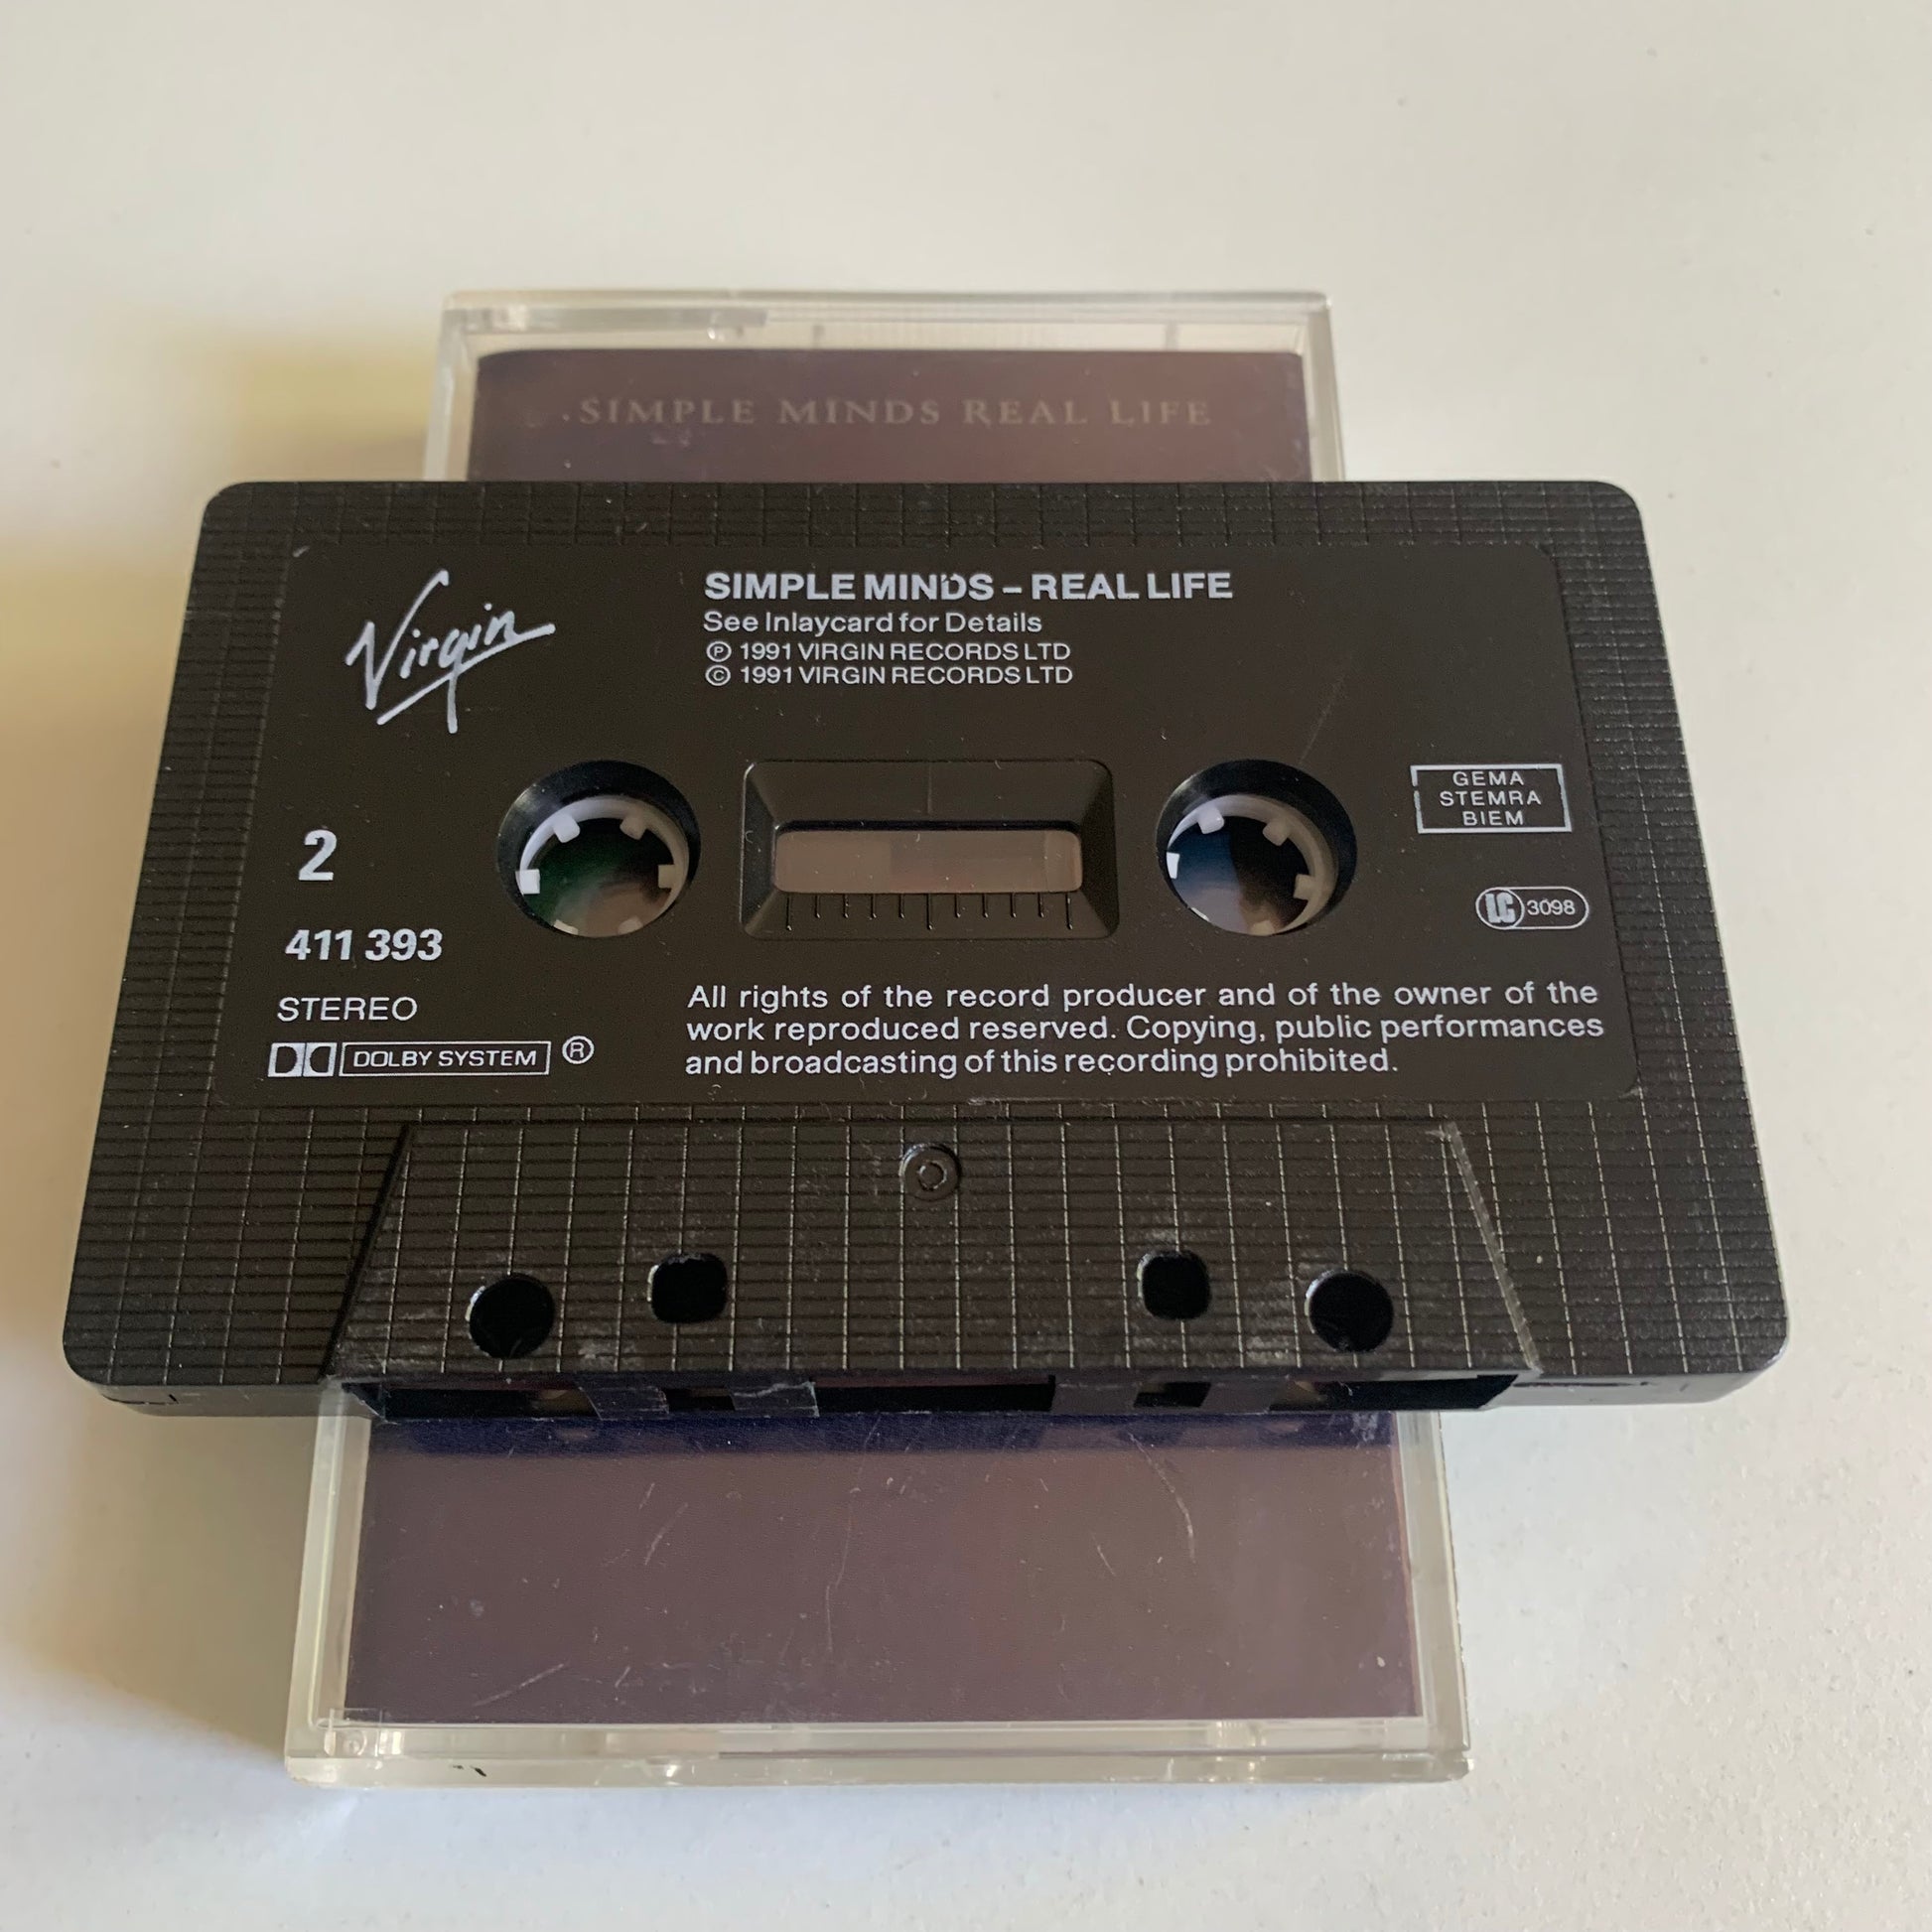 SIMPLE MINDS REAL LIFE
Virgin
SIMPLE MINDS – REAL LIFE
See Inlaycard for Details
Ⓟ 1991 VIRGIN RECORDS LTD
© 1991 VIRGIN RECORDS LTD
GEMA
STEMRA
BIEM
2
LC 3098
411 393
STEREO
DOLBY SYSTEM ®
All rights of the record producer and of the owner of the
work reproduced reserved. Copying, public performances
and broadcasting of this recording prohibited.